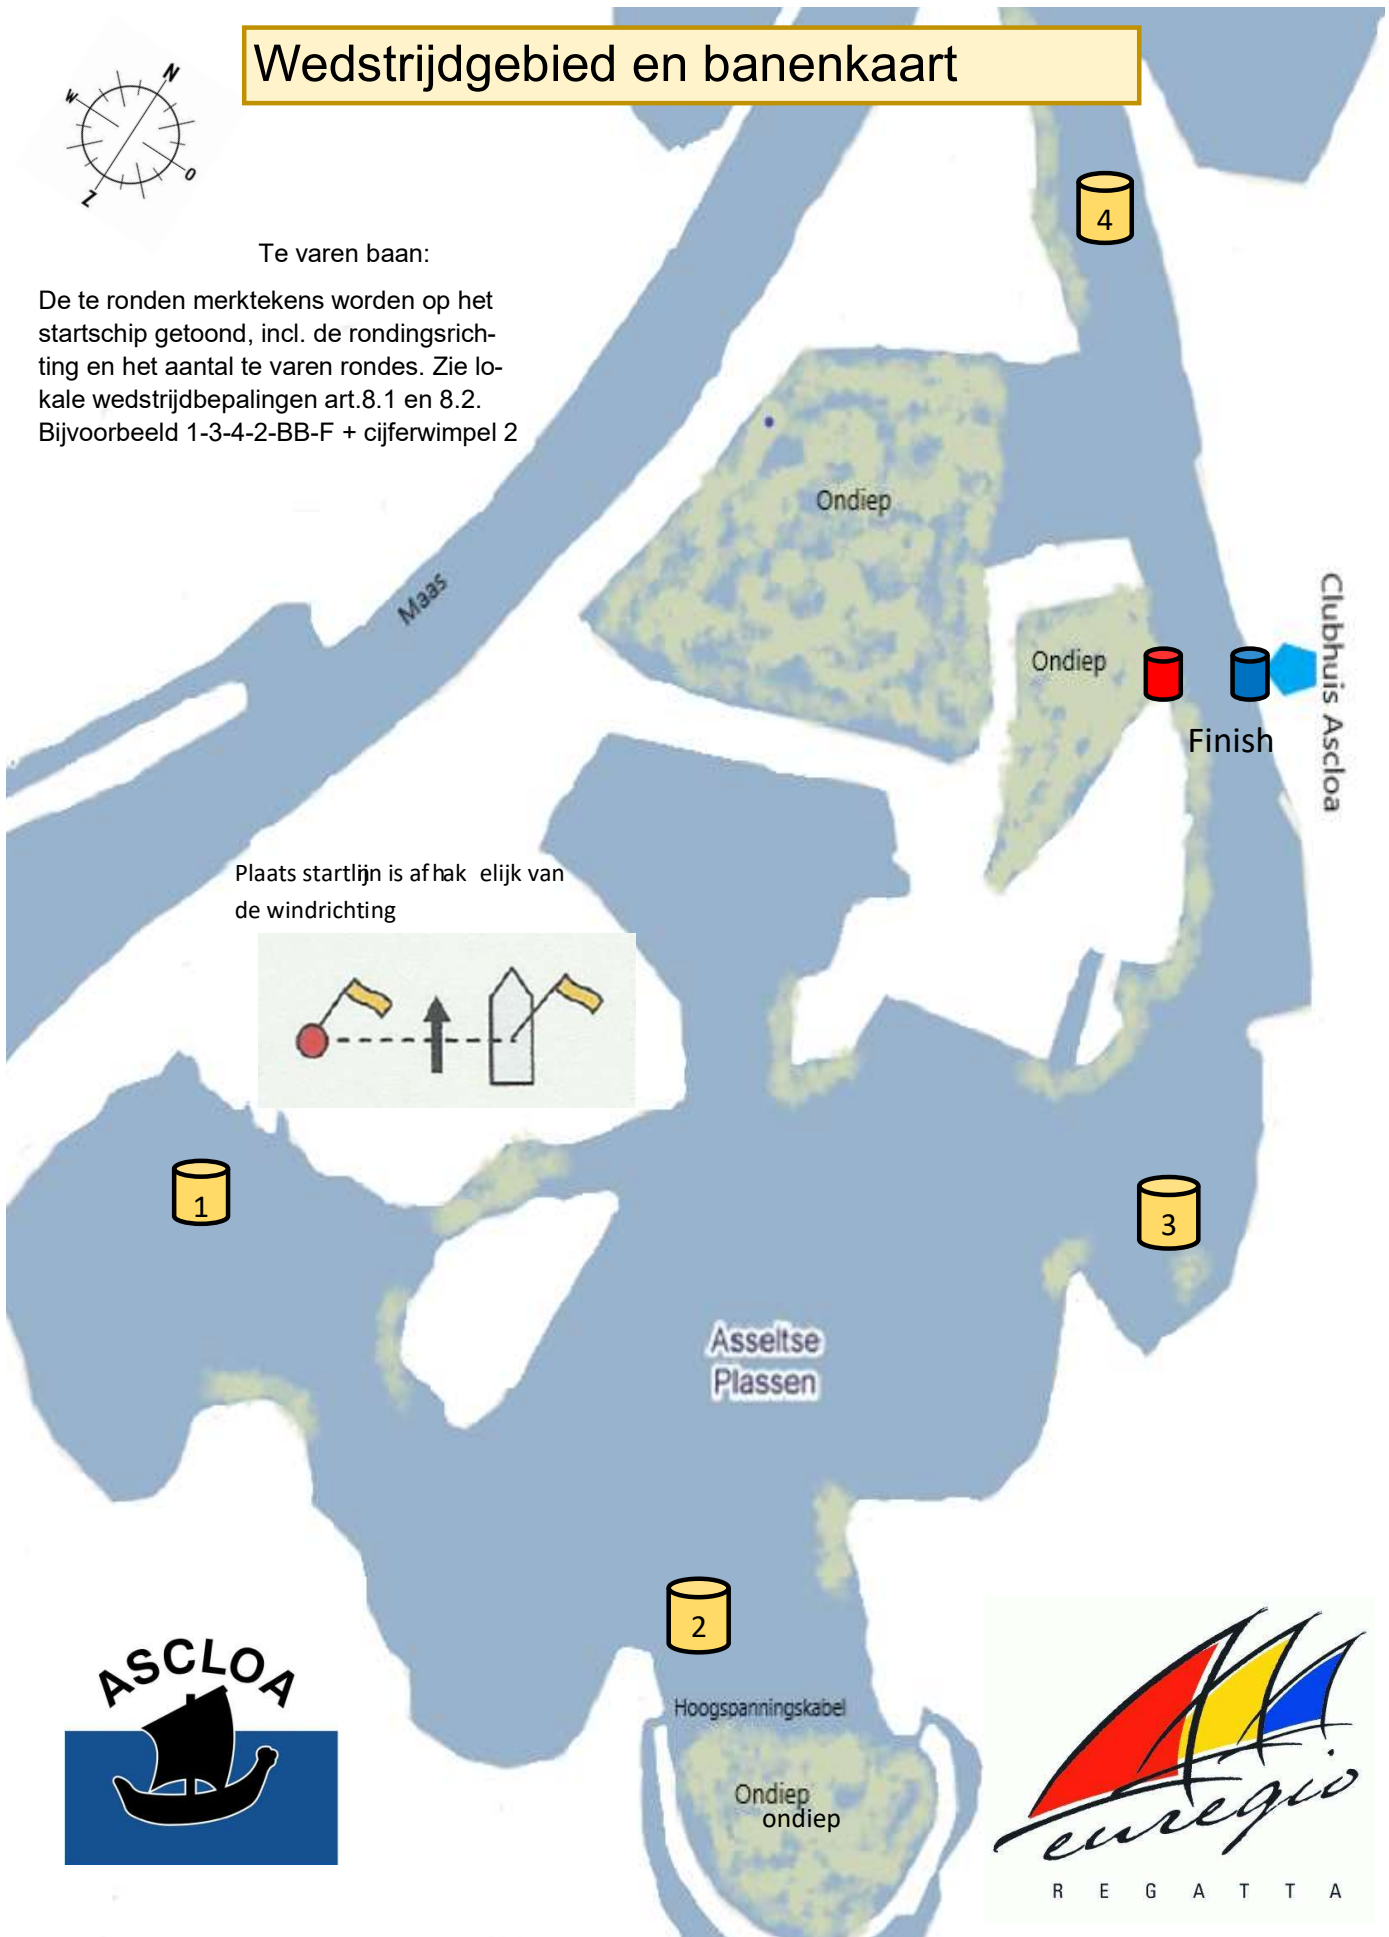 Wedstrijdgebied en banenkaart
N
W
O
Z
4
Te varen baan:
De te ronden merktekens worden op het
startschip getoond, incl. de rondingsrich-
ting en het aantal te varen rondes. Zie lo-
kale wedstrijdbepalingen art.8.1 en 8.2.
Bijvoorbeeld 1-3-4-2-BB-F + cijferwimpel 2
Ondiep
Maas
Ondiep
Clubhuis Ascloa
Finish
Plaats startlijn is afhak elijk van
de windrichting
1
3
Asseltse
Plassen
2
ASCLOA
Hoogspanningskabel
Ondiep
ondiep
euregio
REGATTA